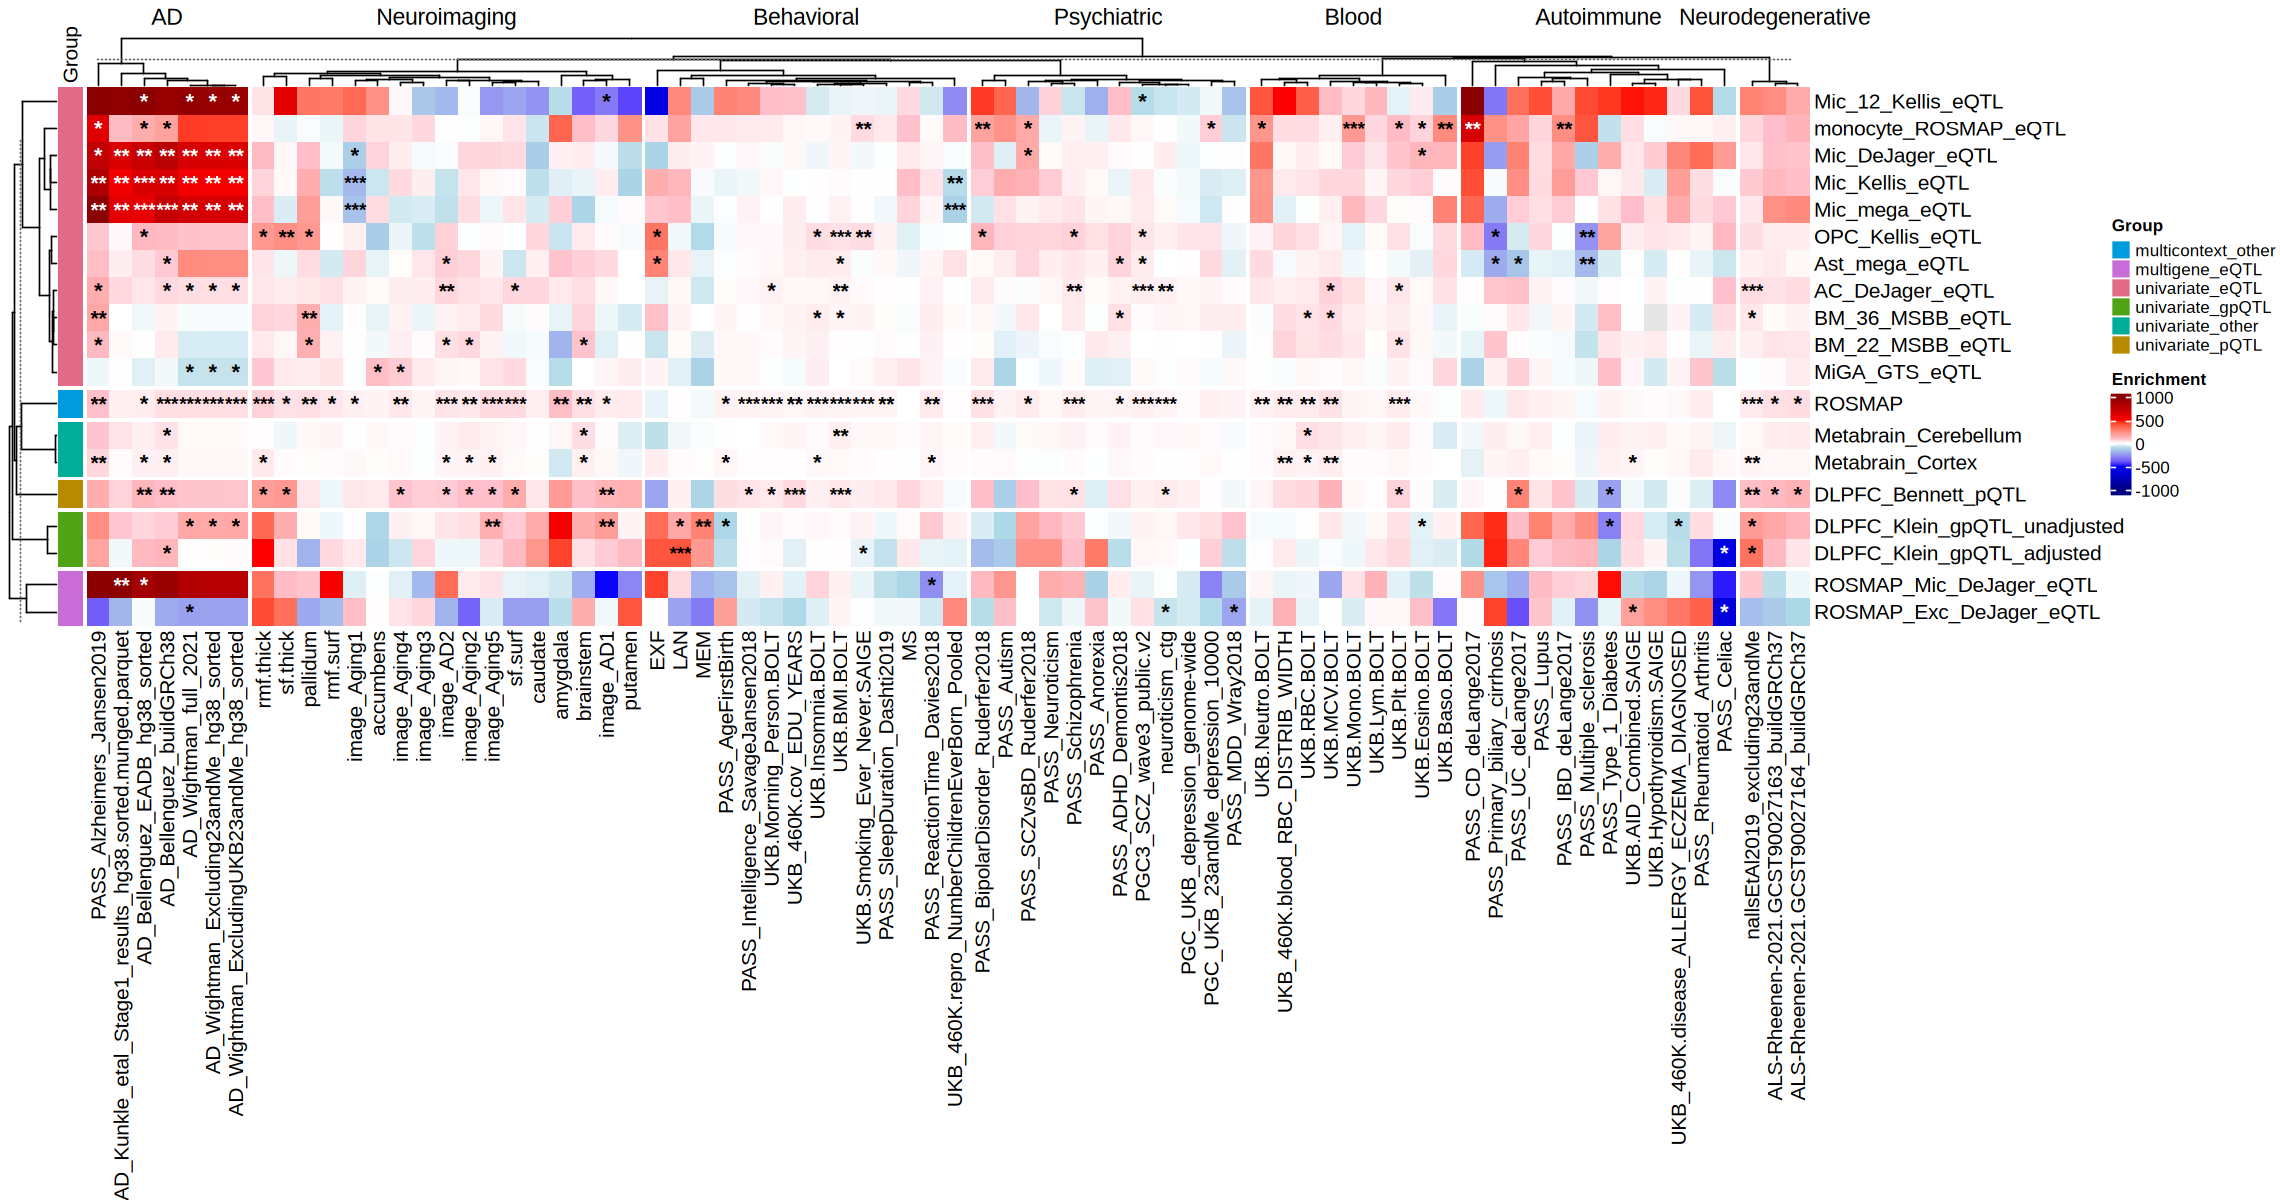 AD Neuroimaging Behavioral Psychiatric Blood Autoimmune Neurodegenerative
Group
Mic_12_Kellis_eQTL
monocyte_ROSMAP_eQTL
Mic_DeJager_eQTL
Mic_Kellis_eQTL
Mic_mega_eQTL
OPC_Kellis_eQTL
Ast_mega_eQTL
AC_DeJager_eQTL
BM_36_MSBB_eQTL
BM_22_MSBB_eQTL
MiGA_GTS_eQTL
ROSMAP
Metabrain_Cerebellum
Metabrain_Cortex
DLPFC_Bennett_pQTL
DLPFC_Klein_gpQTL_unadjusted
DLPFC_Klein_gpQTL_adjusted
ROSMAP_Mic_DeJager_eQTL
ROSMAP_Exc_DeJager_eQTL
Group
multicontext_other
multigene_eQTL
univariate_eQTL
univariate_gpQTL
univariate_other
univariate_pQTL
Enrichment
1000
500
0
-500
-1000
PASS_Alzheimers_Jansen2019
AD_Kunkle_etal_Stage1_results_hg38.sorted.munged.parquet
AD_Bellenguez_EADB_hg38_sorted
AD_Bellenguez_buildGRCh38
AD_Wightman_full_2021
AD_Wightman_Excluding23andMe_hg38_sorted
AD_Wightman_ExcludingUKB23andMe_hg38_sorted
rmf.thick
sf.thick
pallidum
rmf.surf
image_Aging1
accumbens
image_Aging4
image_Aging3
image_AD2
image_Aging2
image_Aging5
sf.surf
caudate
amygdala
brainstem
image_AD1
putamen
EXF
LAN
MEM
PASS_AgeFirstBirth
PASS_Intelligence_SavageJansen2018
UKB.Morning_Person.BOLT
UKB_460K.cov_EDU_YEARS
UKB.Insomnia.BOLT
UKB.BMI.BOLT
UKB.Smoking_Ever_Never.SAIGE
PASS_SleepDuration_Dashti2019
MS
PASS_ReactionTime_Davies2018
UKB_460K.repro_NumberChildrenEverBorn_Pooled
PASS_BipolarDisorder_Ruderfer2018
PASS_Autism
PASS_SCZvsBD_Ruderfer2018
PASS_Neuroticism
PASS_Schizophrenia
PASS_Anorexia
PASS_ADHD_Demontis2018
PGC3_SCZ_wave3_public.v2
neuroticism_ctg
PGC_UKB_depression_genome-wide
PGC_UKB_23andMe_depression_10000
PASS_MDD_Wray2018
UKB.Neutro.BOLT
UKB_460K.blood_RBC_DISTRIB_WIDTH
UKB.RBC.BOLT
UKB.MCV.BOLT
UKB.Mono.BOLT
UKB.Lym.BOLT
UKB.Plt.BOLT
UKB.Eosino.BOLT
UKB.Baso.BOLT
PASS_CD_deLange2017
PASS_Primary_biliary_cirrhosis
PASS_UC_deLange2017
PASS_Lupus
PASS_IBD_deLange2017
PASS_Multiple_sclerosis
PASS_Type_1_Diabetes
UKB.AID_Combined.SAIGE
UKB.Hypothyroidism.SAIGE
UKB_460K.disease_ALLERGY_ECZEMA_DIAGNOSED
PASS_Rheumatoid_Arthritis
PASS_Celiac
nallsEtAl2019_excluding23andMe
ALS-Rheenen-2021.GCST90027163_buildGRCh37
ALS-Rheenen-2021.GCST90027164_buildGRCh37